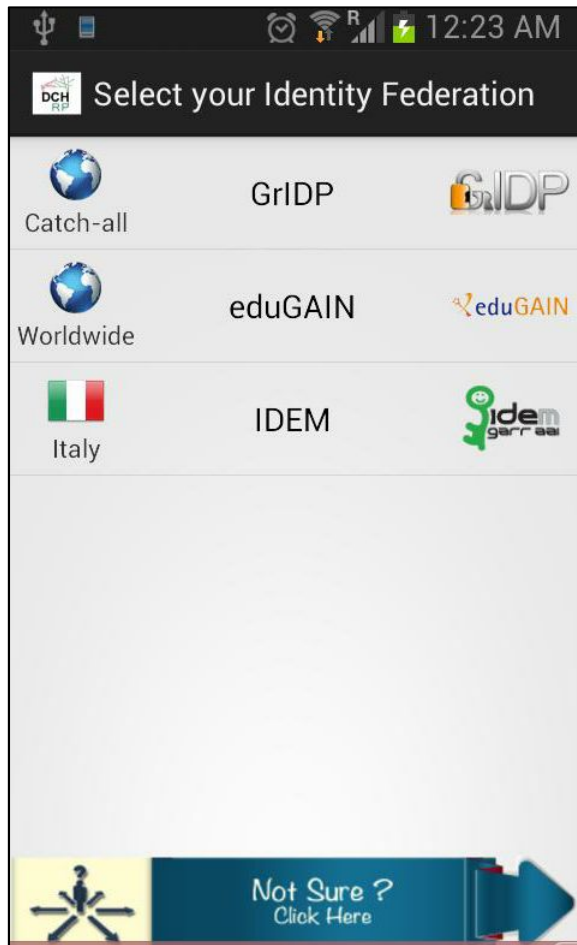 R 12:23 AM
DCH
RP
Select your Identity Federation
Catch-all
GrIDP
GrIDP
Worldwide
eduGAIN
eduGAIN
Italy
IDEM
idem
garr aai
?
Not Sure ?
Click Here